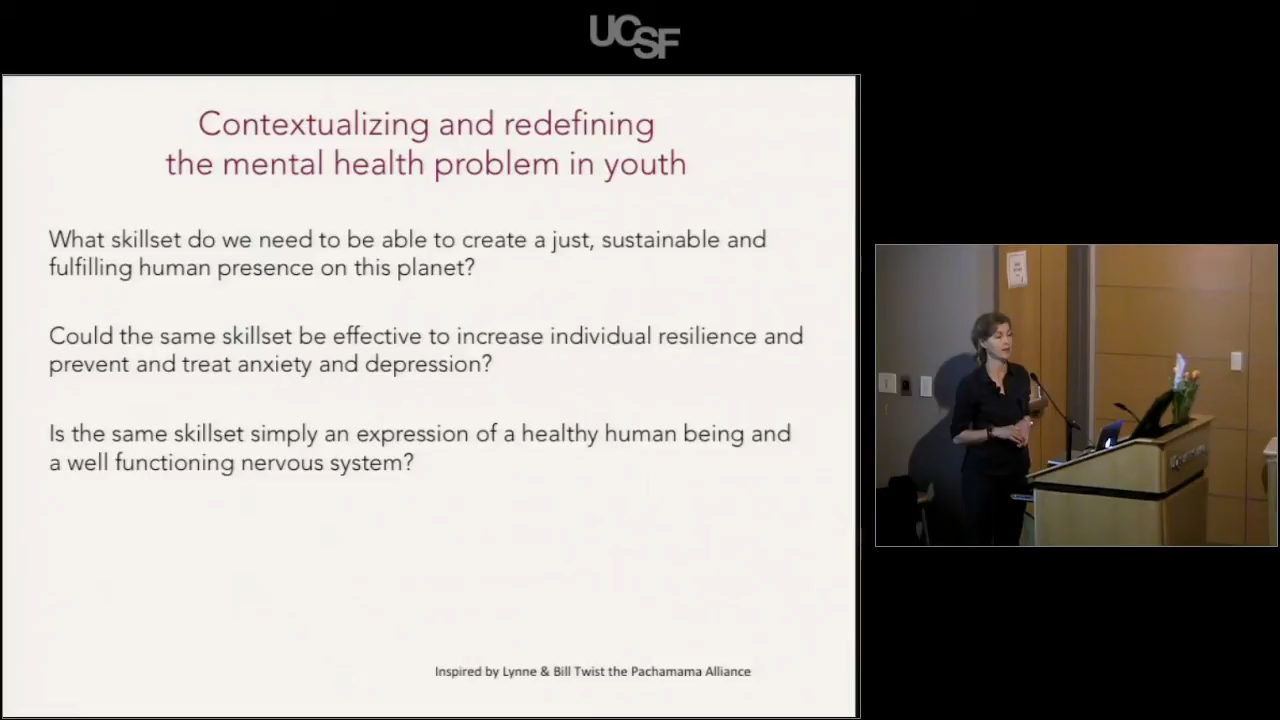 UCSF
Contextualizing and redefining
the mental health problem in youth
What skillset do we need to be able to create a just, sustainable and
fulfilling human presence on this planet?
Could the same skillset be effective to increase individual resilience and
prevent and treat anxiety and depression?
Is the same skillset simply an expression of a healthy human being and
a well functioning nervous system?
Inspired by Lynne & Bill Twist the Pachamama Alliance